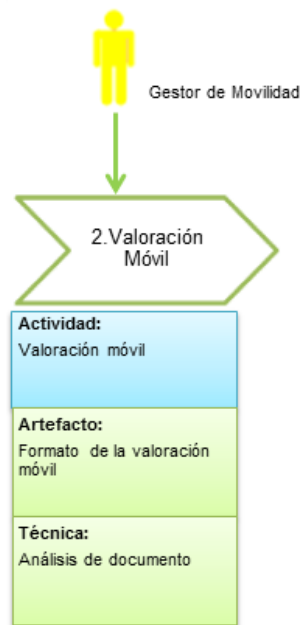 Gestor de Movilidad
2.Valoración
Móvil
Actividad:
Valoración móvil
Artefacto:
Formato de la valoración
móvil
Técnica:
Análisis de documento